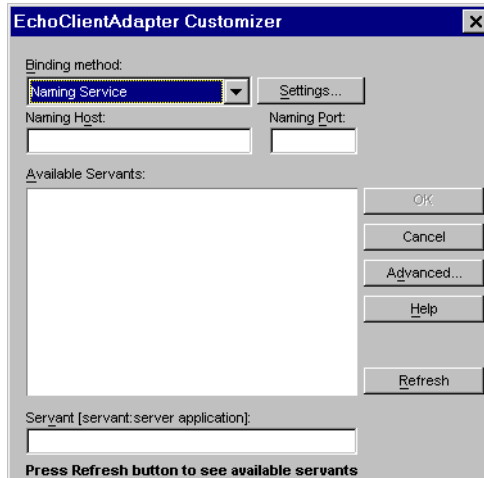 EchoClientAdapter Customizer
Binding method:
Naming Service
Settings...
Naming Host:
Naming Port:
Available Servants:
OK
Cancel
Advanced...
Help
Refresh
Servant [servant:server application]:
Press Refresh button to see available servants